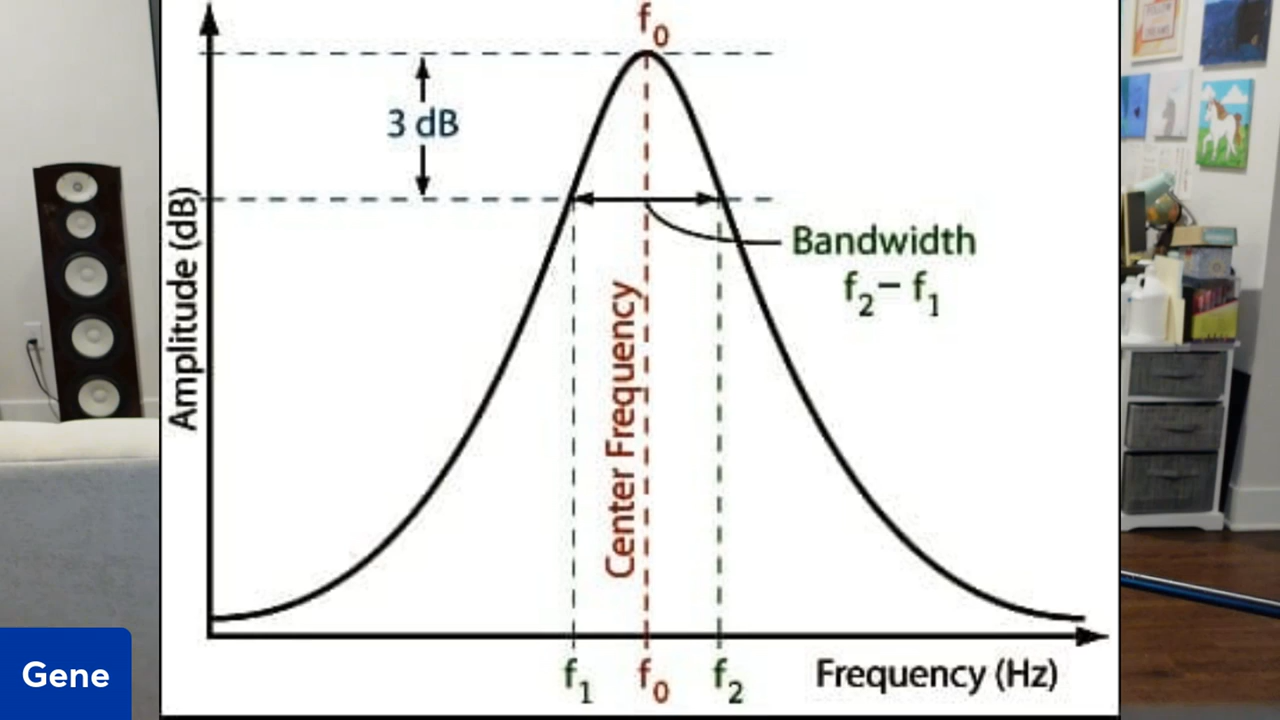 f₀
3 dB
Amplitude (dB)
Bandwidth
f₂– f₁
Center Frequency
f₁
f₀
f₂
Frequency (Hz)
Gene